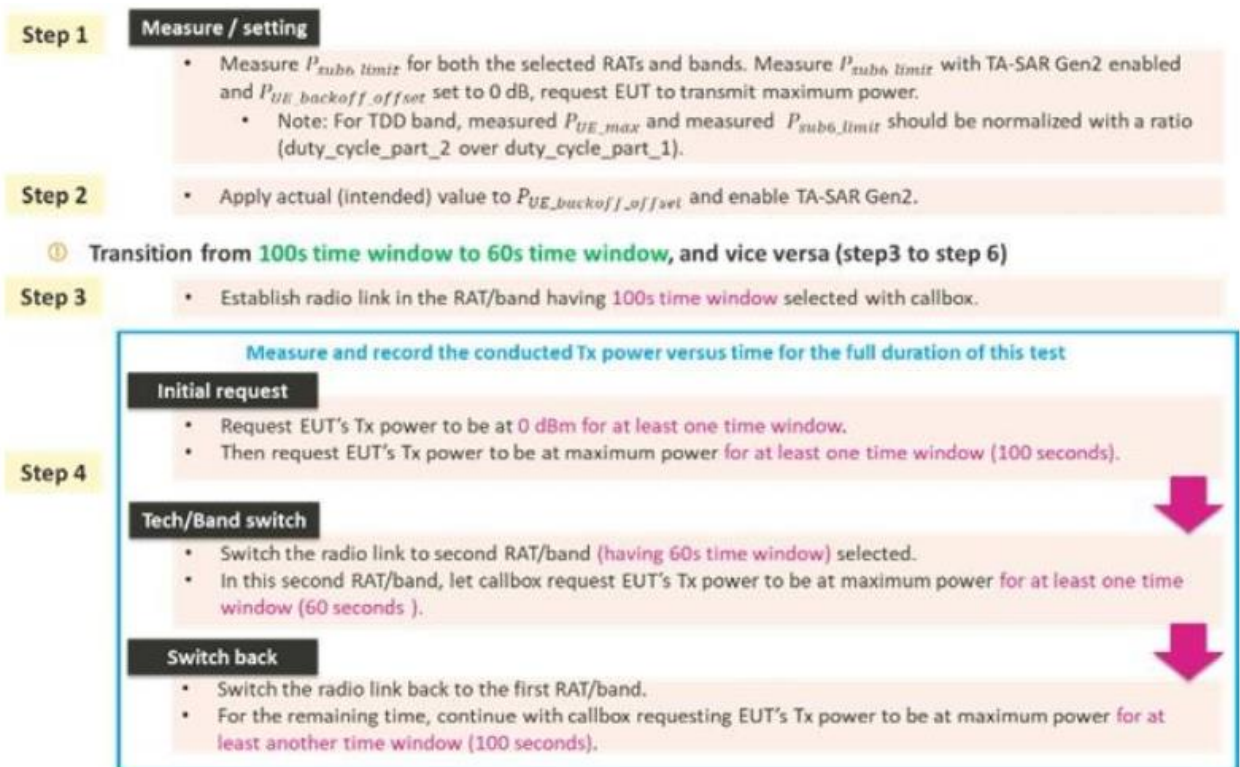 Step 1
Measure / setting
• Measure P_sub6 limit for both the selected RATs and bands. Measure P_sub6 limit with TA-SAR Gen2 enabled
and P_UE_backoff_offset set to 0 dB, request EUT to transmit maximum power.
• Note: For TDD band, measured P_UE_max and measured P_sub6_limit should be normalized with a ratio
(duty_cycle_part_2 over duty_cycle_part_1).
Step 2
• Apply actual (intended) value to P_UE_backoff_offset and enable TA-SAR Gen2.
① Transition from 100s time window to 60s time window, and vice versa (step3 to step 6)
Step 3
• Establish radio link in the RAT/band having 100s time window selected with callbox.
Measure and record the conducted Tx power versus time for the full duration of this test
Initial request
• Request EUT's Tx power to be at 0 dBm for at least one time window.
• Then request EUT's Tx power to be at maximum power for at least one time window (100 seconds).
Step 4
Tech/Band switch
• Switch the radio link to second RAT/band (having 60s time window) selected.
• In this second RAT/band, let callbox request EUT's Tx power to be at maximum power for at least one time
window (60 seconds ).
Switch back
• Switch the radio link back to the first RAT/band.
• For the remaining time, continue with callbox requesting EUT's Tx power to be at maximum power for at
least another time window (100 seconds).